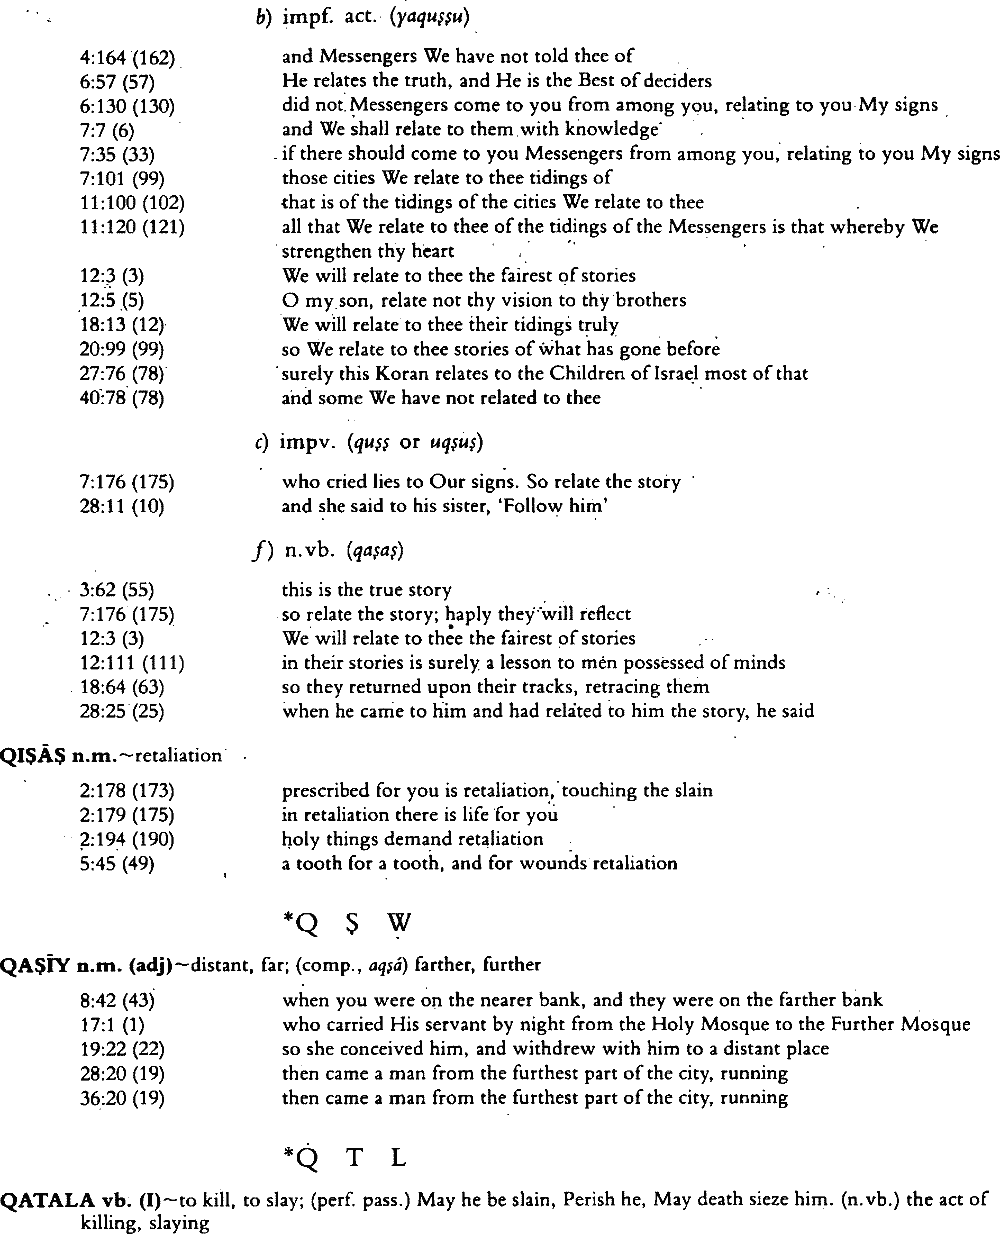 b) impf. act. (yaquṣṣu)
4:164 (162) and Messengers We have not told thee of
6:57 (57) He relates the truth, and He is the Best of deciders
6:130 (130) did not Messengers come to you from among you, relating to you My signs
7:7 (6) and We shall relate to them with knowledge
7:35 (33) if there should come to you Messengers from among you, relating to you My signs
7:101 (99) those cities We relate to thee tidings of
11:100 (102) that is of the tidings of the cities We relate to thee
11:120 (121) all that We relate to thee of the tidings of the Messengers is that whereby We
strengthen thy heart
12:3 (3) We will relate to thee the fairest of stories
12:5 (5) O my son, relate not thy vision to thy brothers
18:13 (12) We will relate to thee their tidings truly
20:99 (99) so We relate to thee stories of what has gone before
27:76 (78) surely this Koran relates to the Children of Israel most of that
40:78 (78) and some We have not related to thee
c) impv. (quṣṣ or uqṣuṣ)
7:176 (175) who cried lies to Our signs. So relate the story
28:11 (10) and she said to his sister, ‘Follow him’
f) n.vb. (qaṣaṣ)
3:62 (55) this is the true story
7:176 (175) so relate the story; haply they will reflect
12:3 (3) We will relate to thee the fairest of stories
12:111 (111) in their stories is surely a lesson to men possessed of minds
18:64 (63) so they returned upon their tracks, retracing them
28:25 (25) when he came to him and had related to him the story, he said
QIṢĀṢ n.m.~retaliation
2:178 (173) prescribed for you is retaliation, touching the slain
2:179 (175) in retaliation there is life for you
2:194 (190) holy things demand retaliation
5:45 (49) a tooth for a tooth, and for wounds retaliation
*Q Ṣ W
QAṢĪY n.m. (adj)~distant, far; (comp., aqṣá) farther, further
8:42 (43) when you were on the nearer bank, and they were on the farther bank
17:1 (1) who carried His servant by night from the Holy Mosque to the Further Mosque
19:22 (22) so she conceived him, and withdrew with him to a distant place
28:20 (19) then came a man from the furthest part of the city, running
36:20 (19) then came a man from the furthest part of the city, running
*Q T L
QATALA vb. (I)~to kill, to slay; (perf. pass.) May he be slain, Perish he, May death sieze him. (n.vb.) the act of
killing, slaying